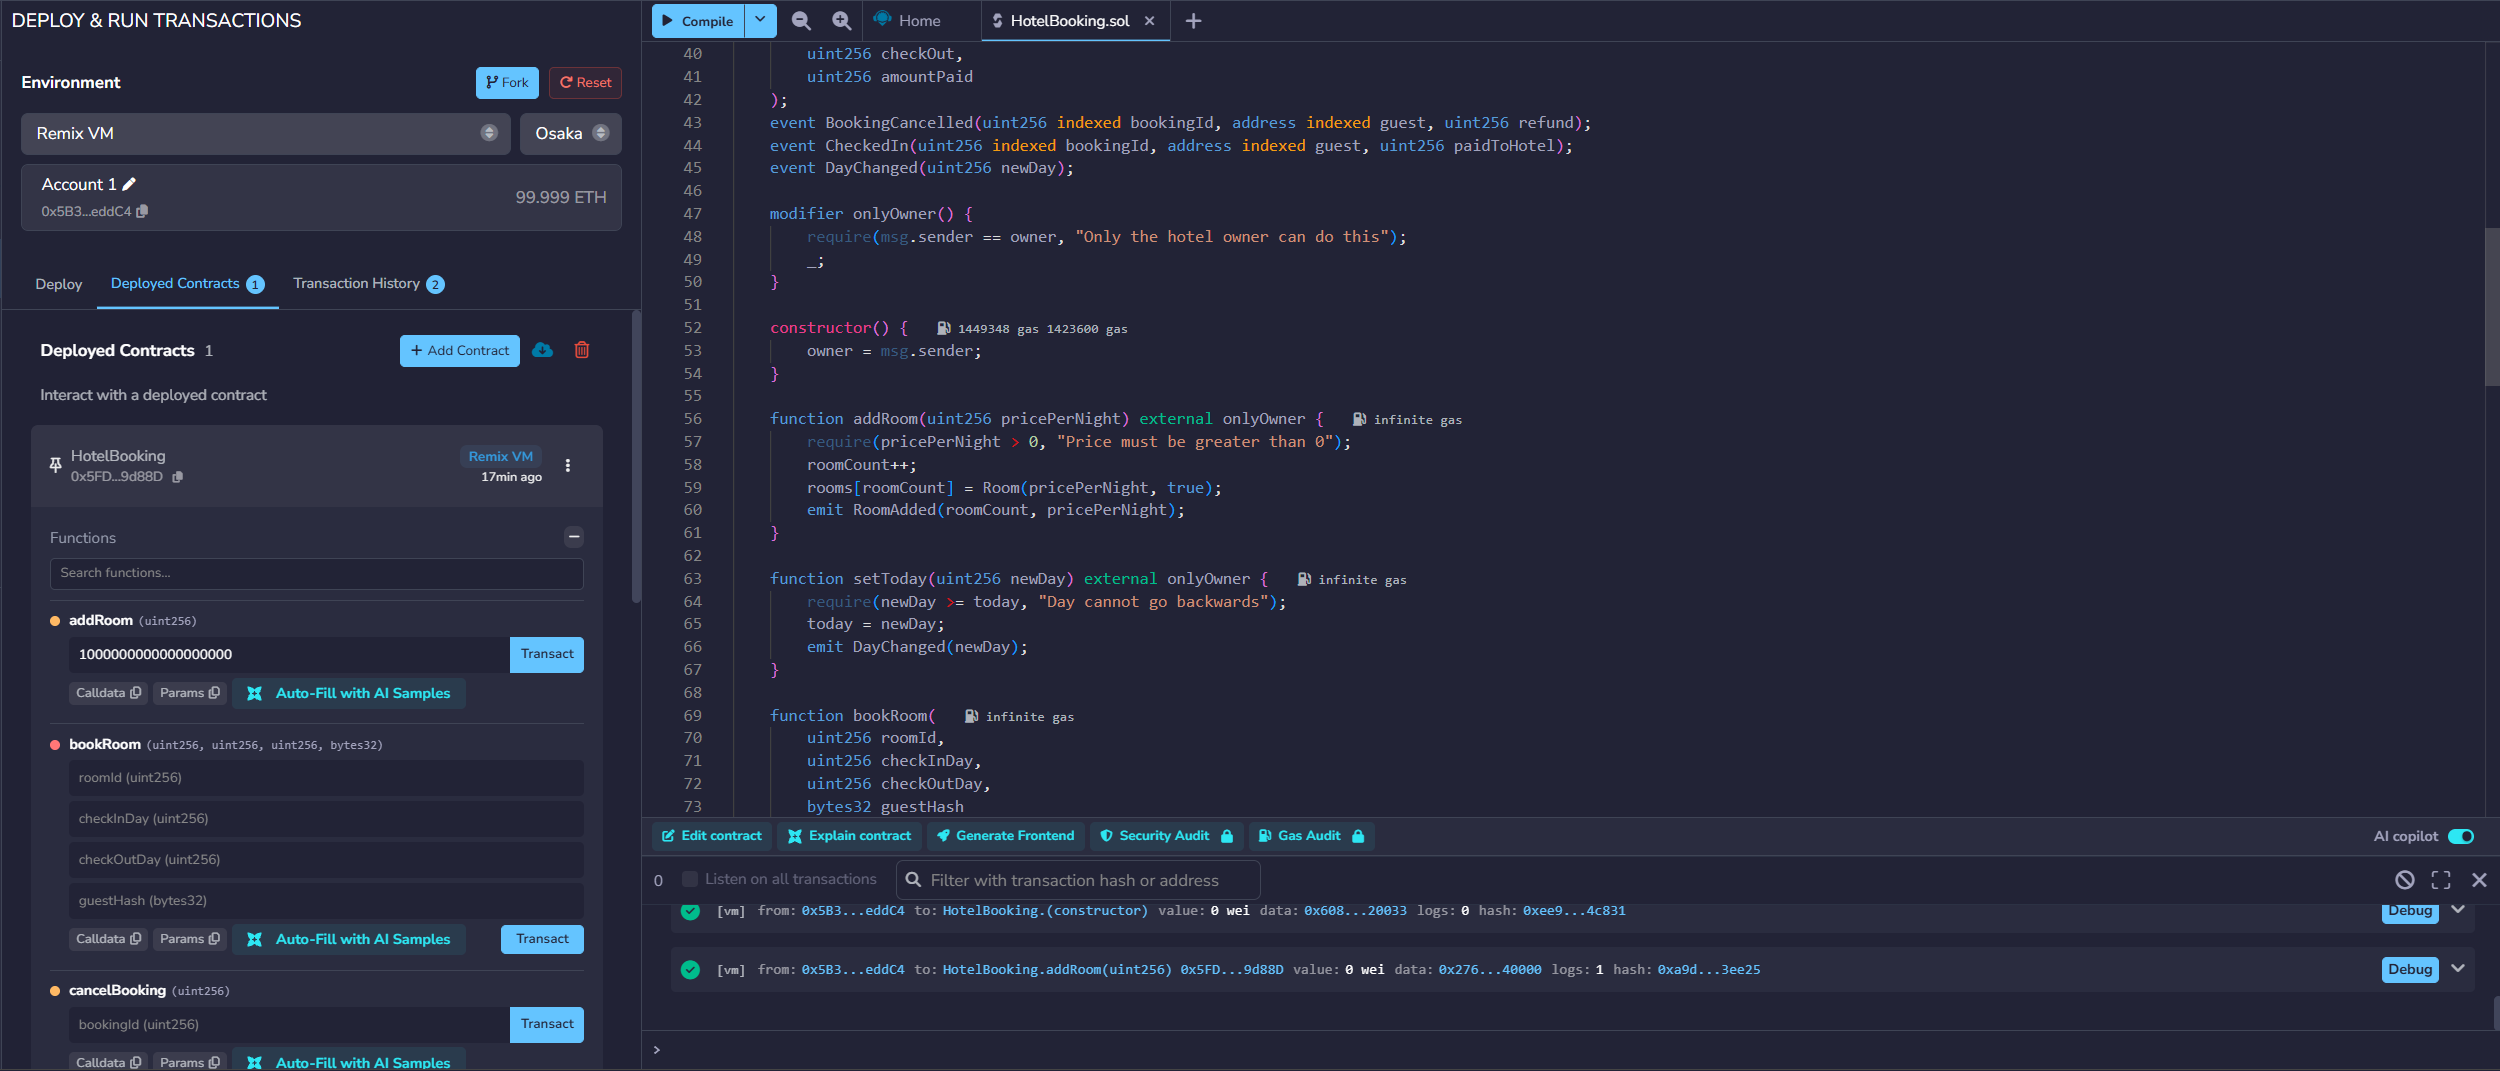 DEPLOY & RUN TRANSACTIONS
Environment
Fork
Reset
Remix VM
Osaka
Account 1
0x5B3...eddC4
99.999 ETH
Deploy
Deployed Contracts 1
Transaction History 2
Deployed Contracts 1
+ Add Contract
Interact with a deployed contract
HotelBooking
0x5FD...9d88D
Remix VM
17min ago
Functions
Search functions...
addRoom (uint256)
1000000000000000000
Transact
Calldata
Params
Auto-Fill with AI Samples
bookRoom (uint256, uint256, uint256, bytes32)
roomId (uint256)
checkInDay (uint256)
checkOutDay (uint256)
guestHash (bytes32)
Calldata
Params
Auto-Fill with AI Samples
Transact
cancelBooking (uint256)
bookingId (uint256)
Transact
Calldata
Params
Auto-Fill with AI Samples
Compile
Home
HotelBooking.sol
40 uint256 checkOut,
41 uint256 amountPaid
42 );
43 event BookingCancelled(uint256 indexed bookingId, address indexed guest, uint256 refund);
44 event CheckedIn(uint256 indexed bookingId, address indexed guest, uint256 paidToHotel);
45 event DayChanged(uint256 newDay);
46
47 modifier onlyOwner() {
48 require(msg.sender == owner, "Only the hotel owner can do this");
49 _;
50 }
51
52 constructor() { 1449348 gas 1423600 gas
53 owner = msg.sender;
54 }
55
56 function addRoom(uint256 pricePerNight) external onlyOwner { infinite gas
57 require(pricePerNight > 0, "Price must be greater than 0");
58 roomCount++;
59 rooms[roomCount] = Room(pricePerNight, true);
60 emit RoomAdded(roomCount, pricePerNight);
61 }
62
63 function setToday(uint256 newDay) external onlyOwner { infinite gas
64 require(newDay >= today, "Day cannot go backwards");
65 today = newDay;
66 emit DayChanged(newDay);
67 }
68
69 function bookRoom( infinite gas
70 uint256 roomId,
71 uint256 checkInDay,
72 uint256 checkOutDay,
73 bytes32 guestHash
Edit contract
Explain contract
Generate Frontend
Security Audit
Gas Audit
AI copilot
0
Listen on all transactions
Filter with transaction hash or address
[vm] from: 0x5B3...eddC4 to: HotelBooking.(constructor) value: 0 wei data: 0x608...20033 logs: 0 hash: 0xee9...4c831
Debug
[vm] from: 0x5B3...eddC4 to: HotelBooking.addRoom(uint256) 0x5FD...9d88D value: 0 wei data: 0x276...40000 logs: 1 hash: 0xa9d...3ee25
Debug
>